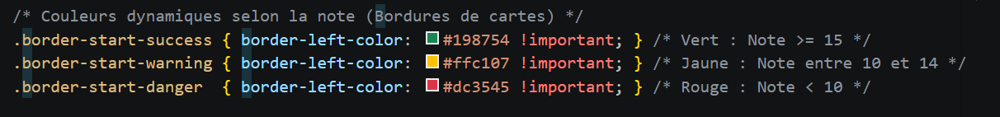 /* Couleurs dynamiques selon la note (Bordures de cartes) */
.border-start-success { border-left-color: #198754 !important; } /* Vert : Note >= 15 */
.border-start-warning { border-left-color: #ffc107 !important; } /* Jaune : Note entre 10 et 14 */
.border-start-danger  { border-left-color: #dc3545 !important; } /* Rouge : Note < 10 */